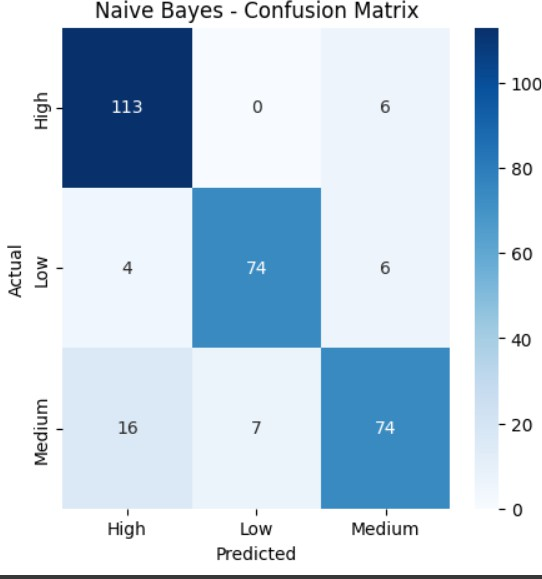 Naive Bayes - Confusion Matrix
High 113 0 6
Low 4 74 6
Medium 16 7 74
High Low Medium
Predicted
Actual
100
80
60
40
20
0